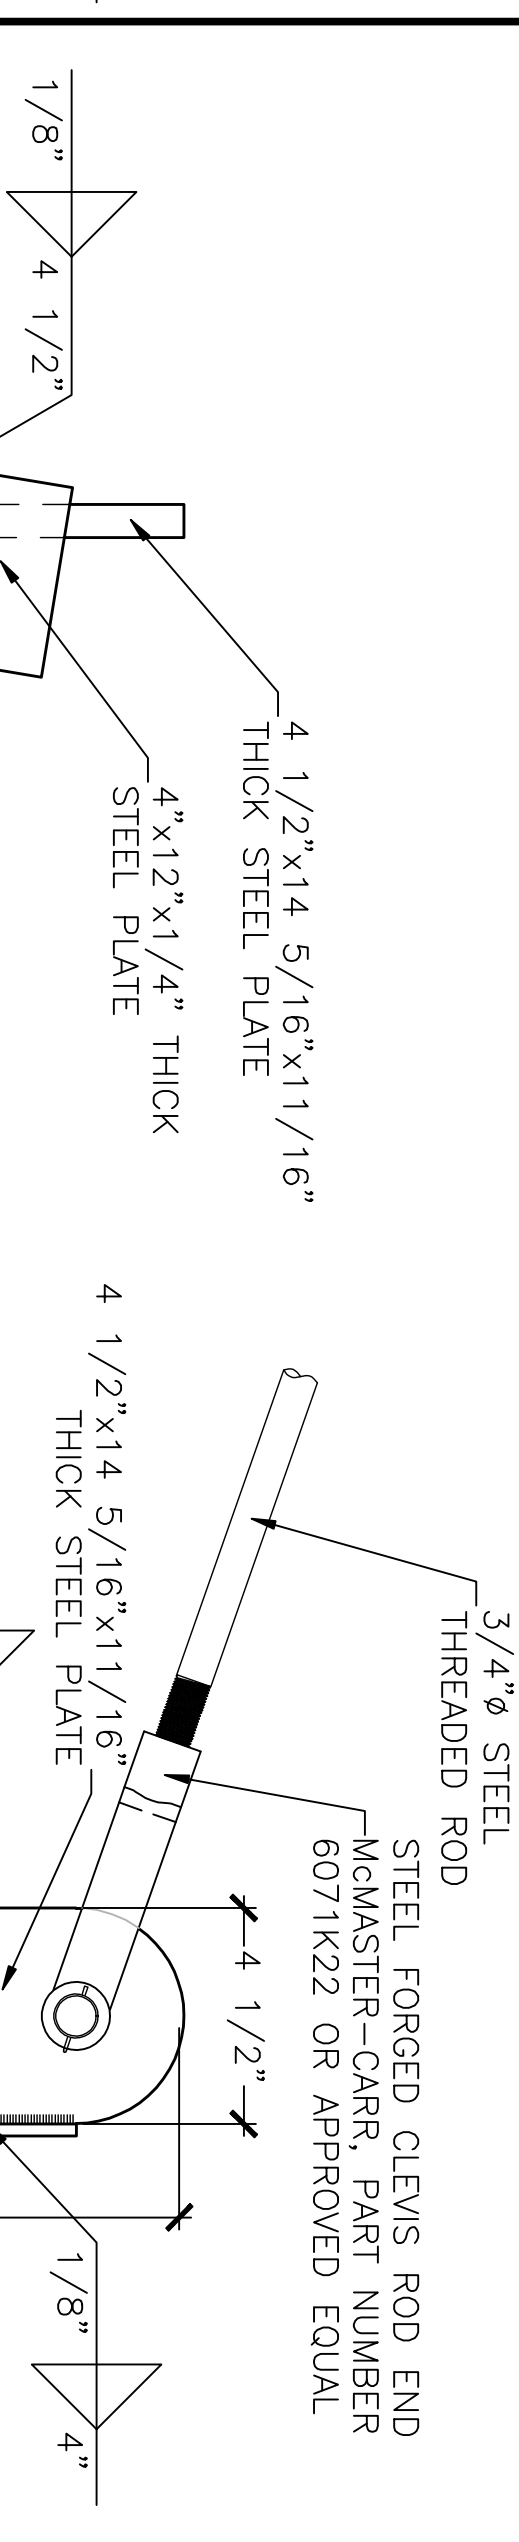 1/8"
4 1/2"
4 1/2"x14 5/16"x11/16"
THICK STEEL PLATE
4"x12"x1/4" THICK
STEEL PLATE
3/4"ø STEEL
THREADED ROD
STEEL FORGED CLEVIS ROD END
McMASTER-CARR, PART NUMBER
6071K22 OR APPROVED EQUAL
4 1/2"x14 5/16"x11/16"
THICK STEEL PLATE
4 1/2"
1/8"
4"